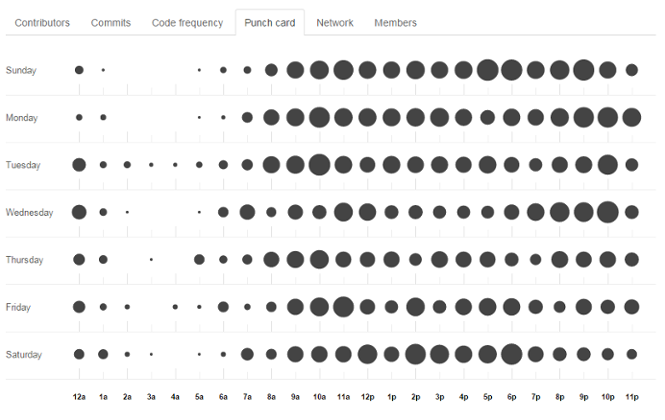 Contributors Commits Code frequency Punch card Network Members
Sunday
Monday
Tuesday
Wednesday
Thursday
Friday
Saturday
12a 1a 2a 3a 4a 5a 6a 7a 8a 9a 10a 11a 12p 1p 2p 3p 4p 5p 6p 7p 8p 9p 10p 11p